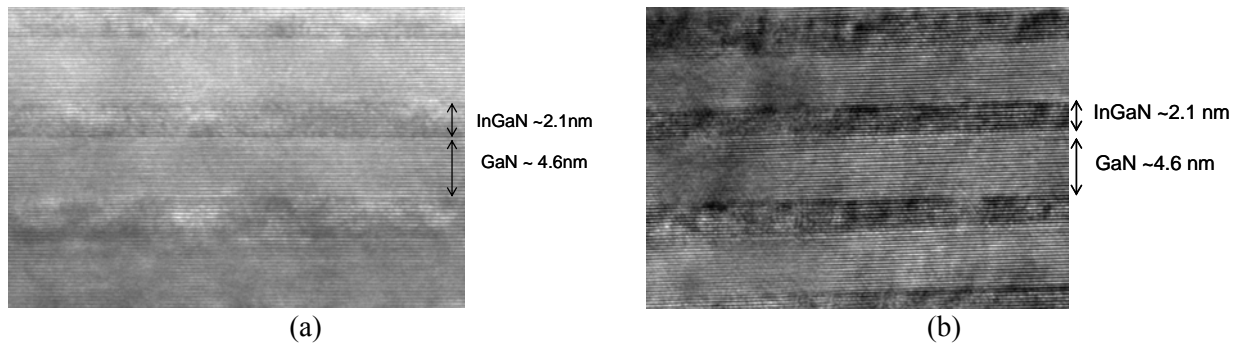 InGaN ~2.1nm
GaN ~ 4.6nm
(a)
InGaN ~2.1 nm
GaN ~4.6 nm
(b)